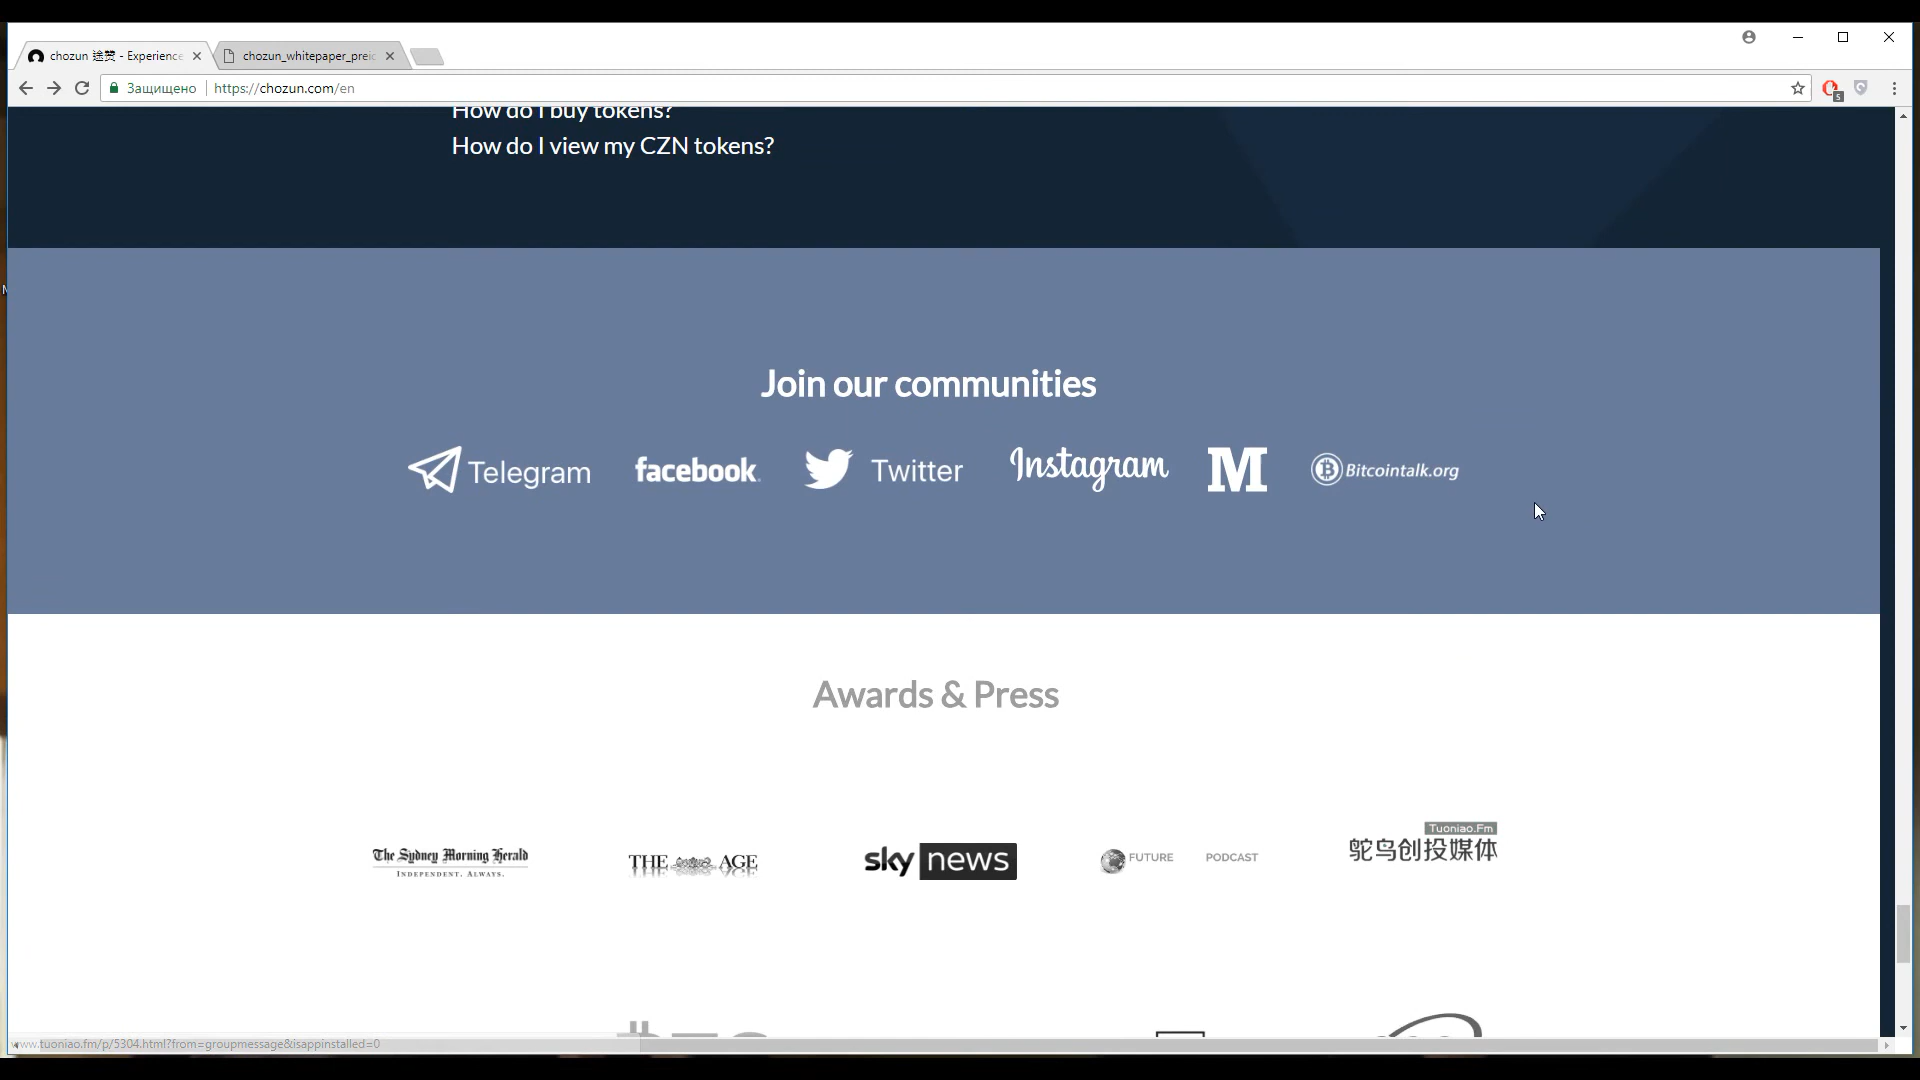 chozun 途赞 - Experience
chozun_whitepaper_preic
Защищено
https://chozun.com/en
5
How do I buy tokens?
How do I view my CZN tokens?
Join our communities
Telegram
facebook
Twitter
Instagram
M
Bitcointalk.org
Awards & Press
The Sydney Morning Herald
INDEPENDENT. ALWAYS.
THE AGE
sky news
FUTURE PODCAST
Tuoniao.Fm
鸵鸟创投媒体
www.tuoniao.fm/p/5304.html?from=groupmessage&isappinstalled=0